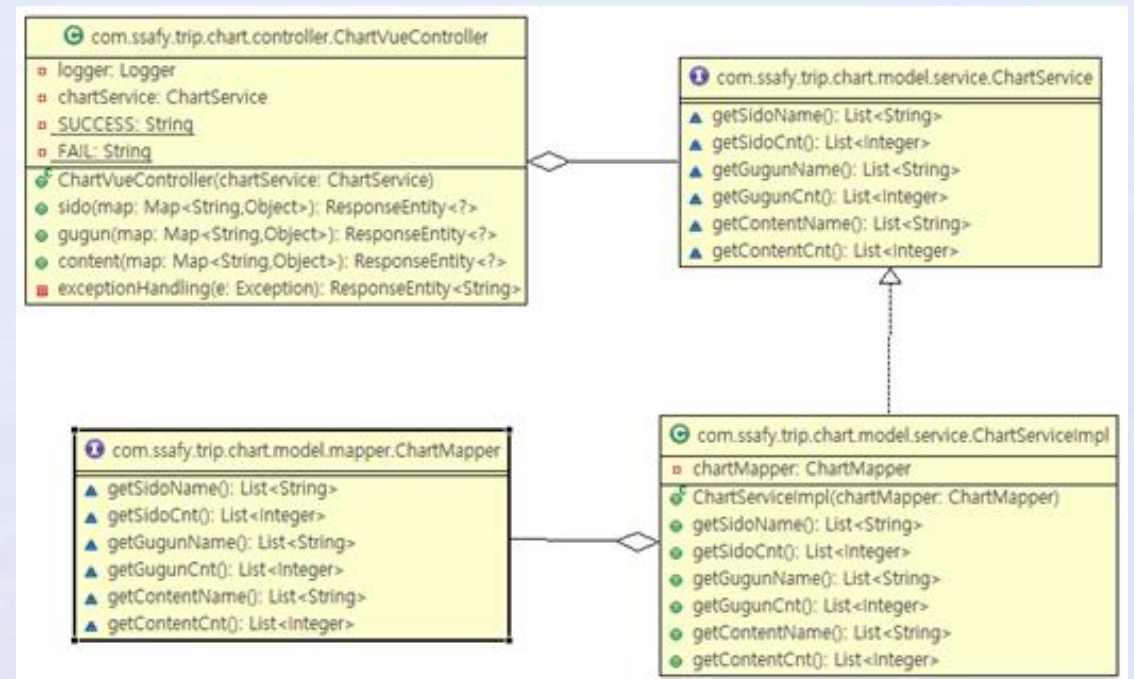 com.ssafy.trip.chart.controller.ChartVueController
logger: Logger
chartService: ChartService
SUCCESS: String
FAIL: String
ChartVueController(chartService: ChartService)
sido(map: Map<String,Object>): ResponseEntity<?>
gugun(map: Map<String,Object>): ResponseEntity<?>
content(map: Map<String,Object>): ResponseEntity<?>
exceptionHandling(e: Exception): ResponseEntity<String>
com.ssafy.trip.chart.model.service.ChartService
getSidoName(): List<String>
getSidoCnt(): List<Integer>
getGugunName(): List<String>
getGugunCnt(): List<Integer>
getContentName(): List<String>
getContentCnt(): List<Integer>
com.ssafy.trip.chart.model.mapper.ChartMapper
getSidoName(): List<String>
getSidoCnt(): List<Integer>
getGugunName(): List<String>
getGugunCnt(): List<Integer>
getContentName(): List<String>
getContentCnt(): List<Integer>
com.ssafy.trip.chart.model.service.ChartServiceImpl
chartMapper: ChartMapper
ChartServiceImpl(chartMapper: ChartMapper)
getSidoName(): List<String>
getSidoCnt(): List<Integer>
getGugunName(): List<String>
getGugunCnt(): List<Integer>
getContentName(): List<String>
getContentCnt(): List<Integer>